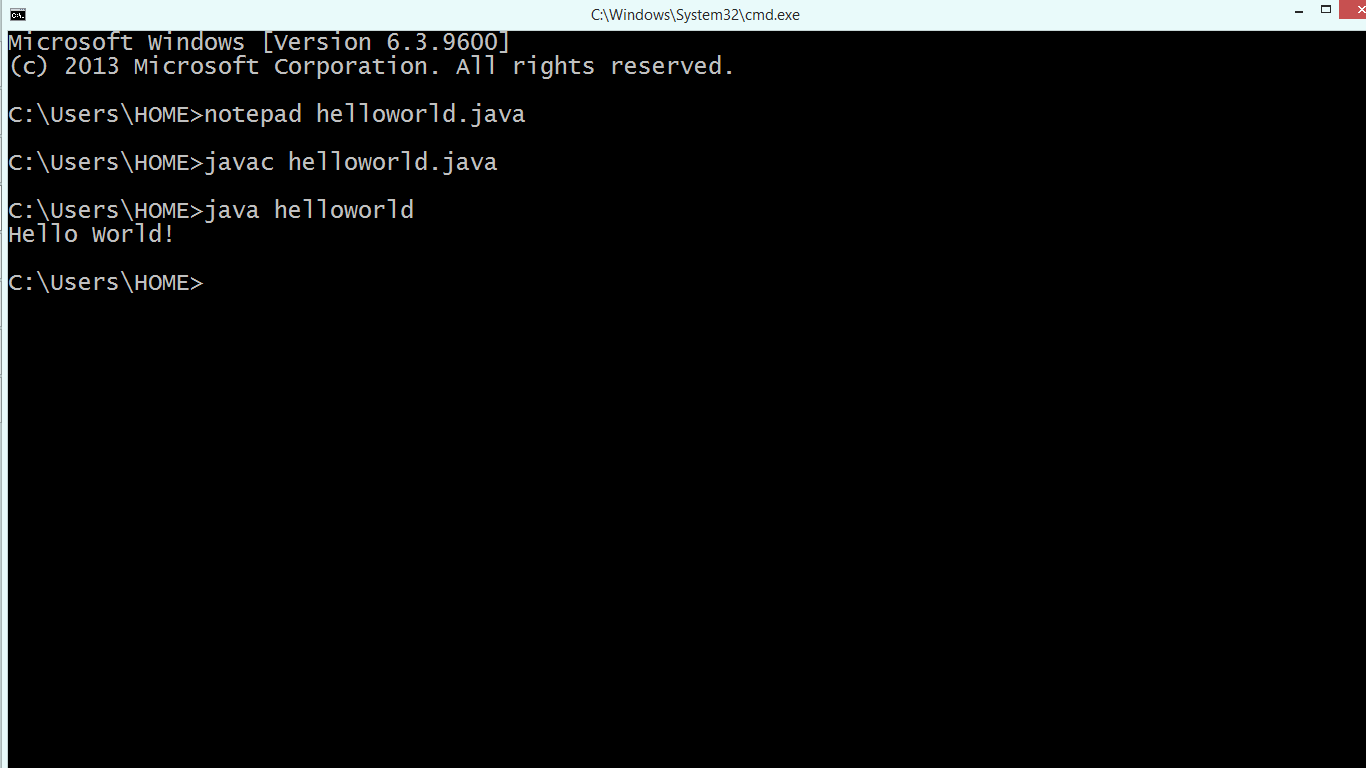 C:\Windows\System32\cmd.exe
Microsoft Windows [Version 6.3.9600]
(c) 2013 Microsoft Corporation. All rights reserved.
C:\Users\HOME>notepad helloworld.java
C:\Users\HOME>javac helloworld.java
C:\Users\HOME>java helloworld
Hello World!
C:\Users\HOME>